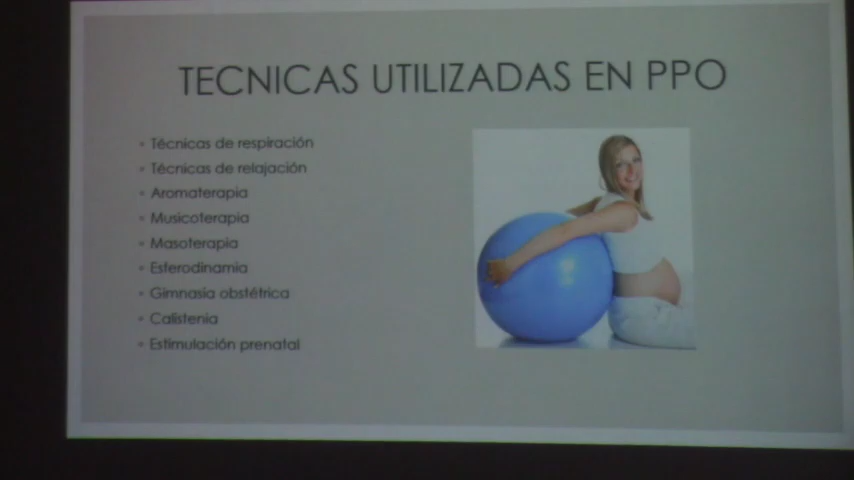 TECNICAS UTILIZADAS EN PPO
Técnicas de respiración
Técnicas de relajación
Aromaterapia
Musicoterapia
Masoterapia
Esferodinamia
Gimnasia obstétrica
Calistenia
Estimulación prenatal